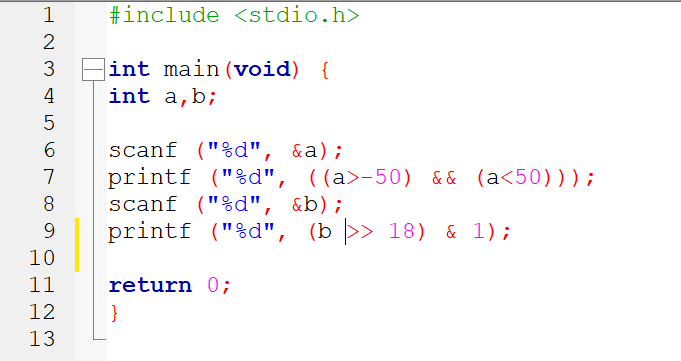 1 #include <stdio.h>
2
3 int main(void) {
4 int a,b;
5
6 scanf ("%d", &a);
7 printf ("%d", ((a>-50) && (a<50)));
8 scanf ("%d", &b);
9 printf ("%d", (b >> 18) & 1);
10
11 return 0;
12 }
13